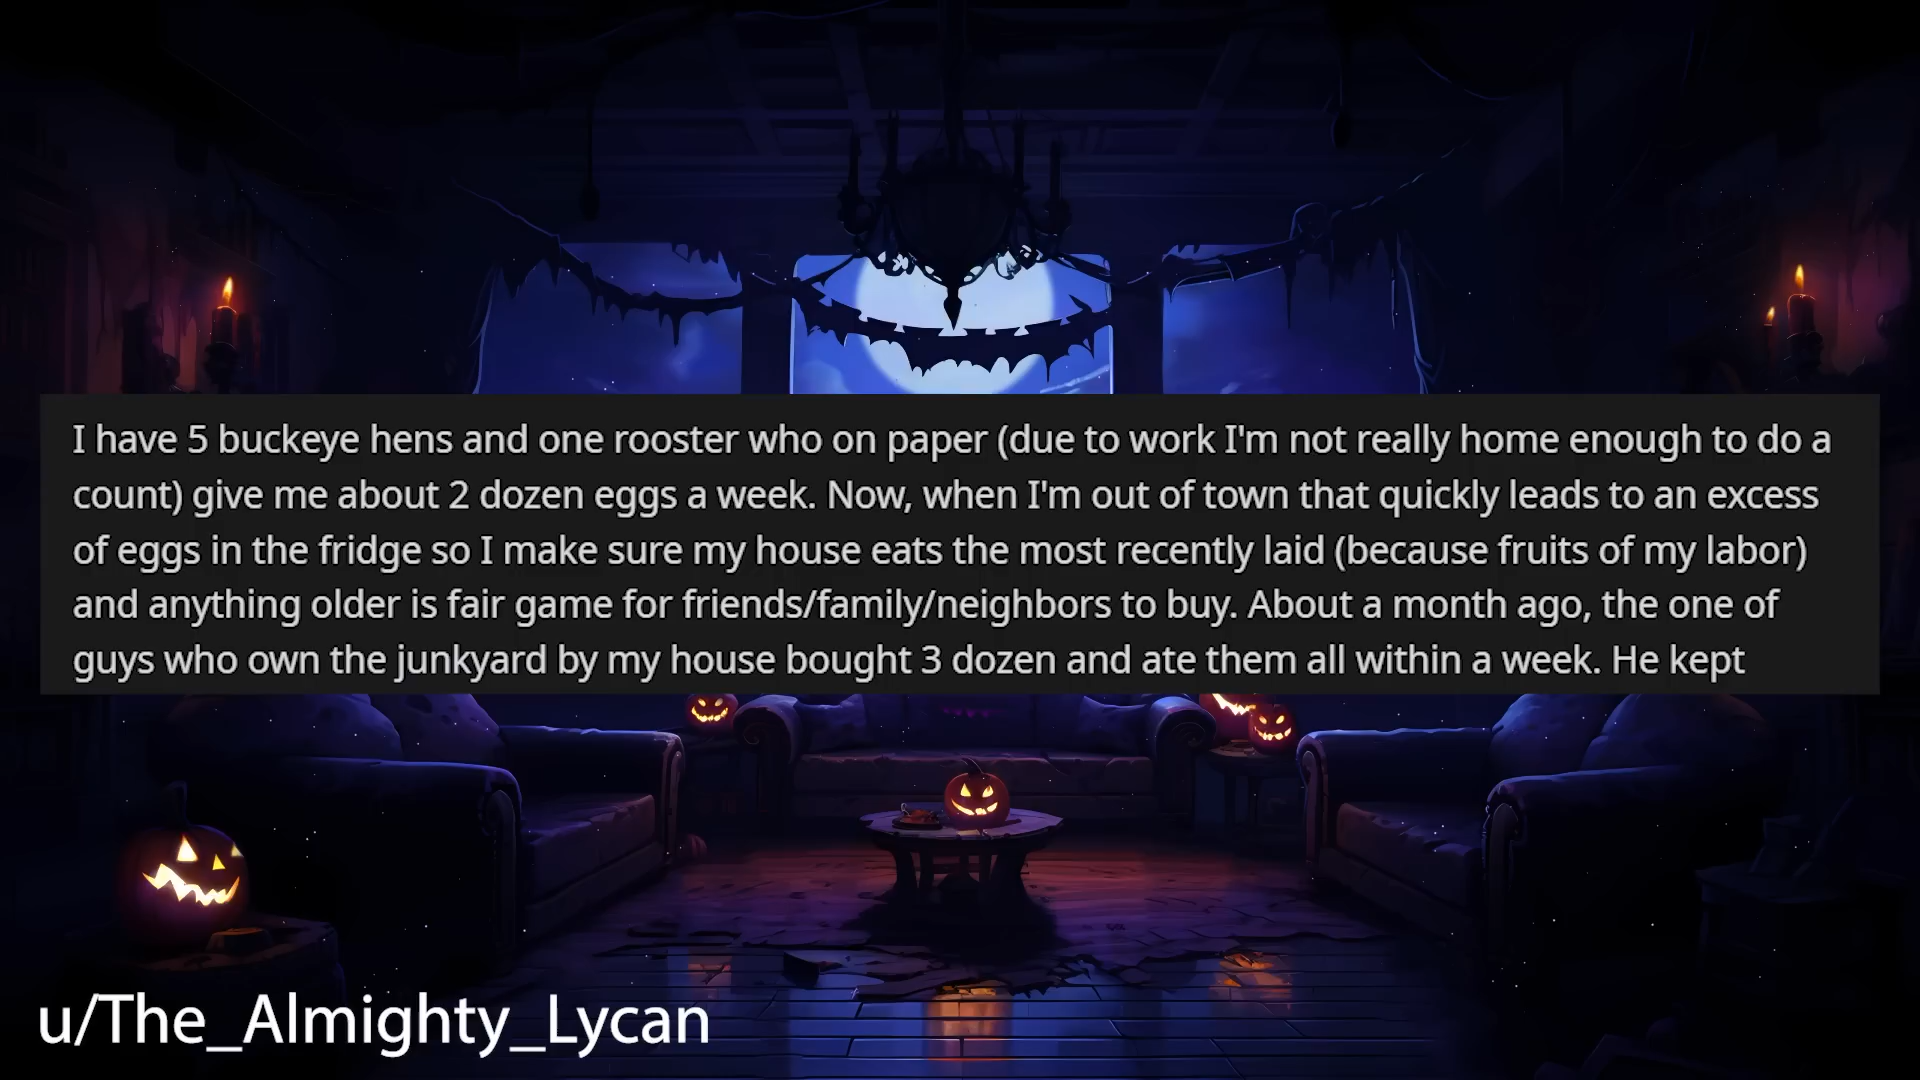 I have 5 buckeye hens and one rooster who on paper (due to work I'm not really home enough to do a
count) give me about 2 dozen eggs a week. Now, when I'm out of town that quickly leads to an excess
of eggs in the fridge so I make sure my house eats the most recently laid (because fruits of my labor)
and anything older is fair game for friends/family/neighbors to buy. About a month ago, the one of
guys who own the junkyard by my house bought 3 dozen and ate them all within a week. He kept
u/The_Almighty_Lycan